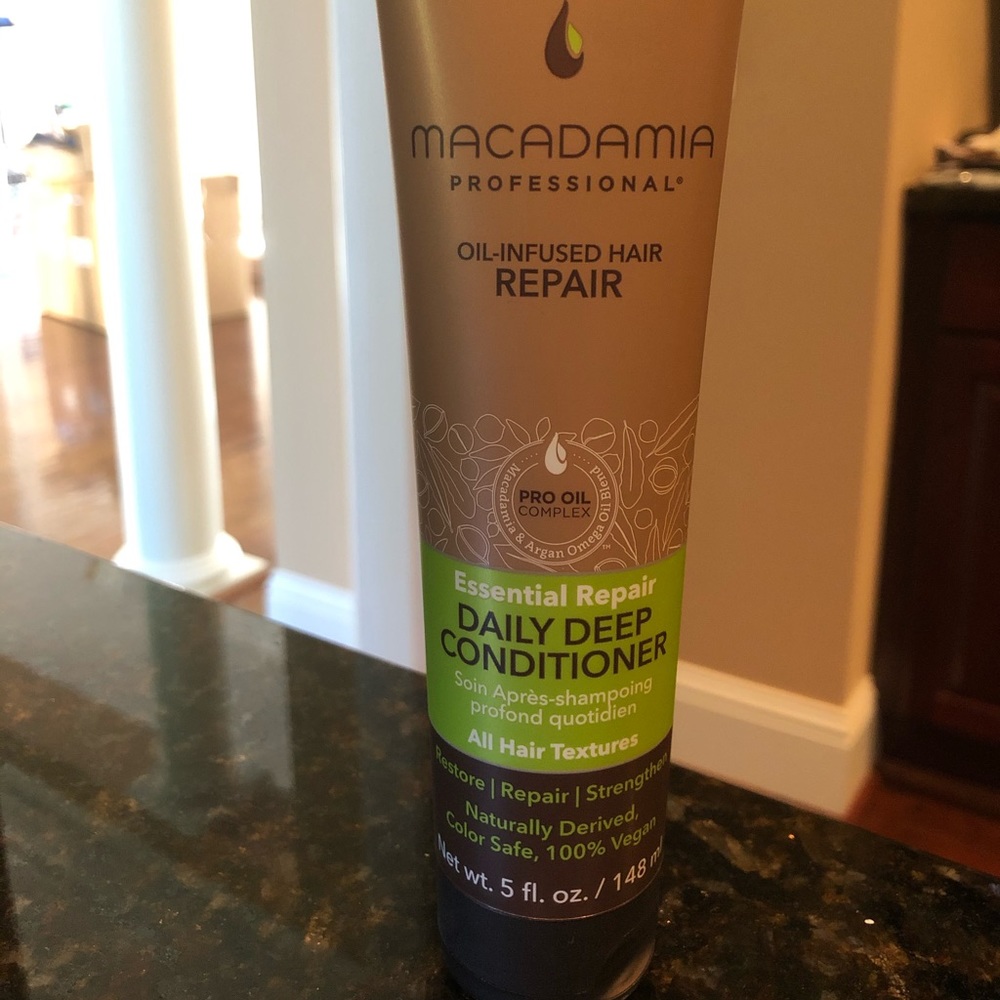 MACADAMIA
PROFESSIONAL®
OIL-INFUSED HAIR
REPAIR
PRO OIL
COMPLEX
Macadamia & Argan Omega Oil Blend™
Essential Repair
DAILY DEEP
CONDITIONER
Soin Après-shampoing
profond quotidien
All Hair Textures
Restore | Repair | Strengthen
Naturally Derived,
Color Safe, 100% Vegan
Net wt. 5 fl. oz. / 148 ml